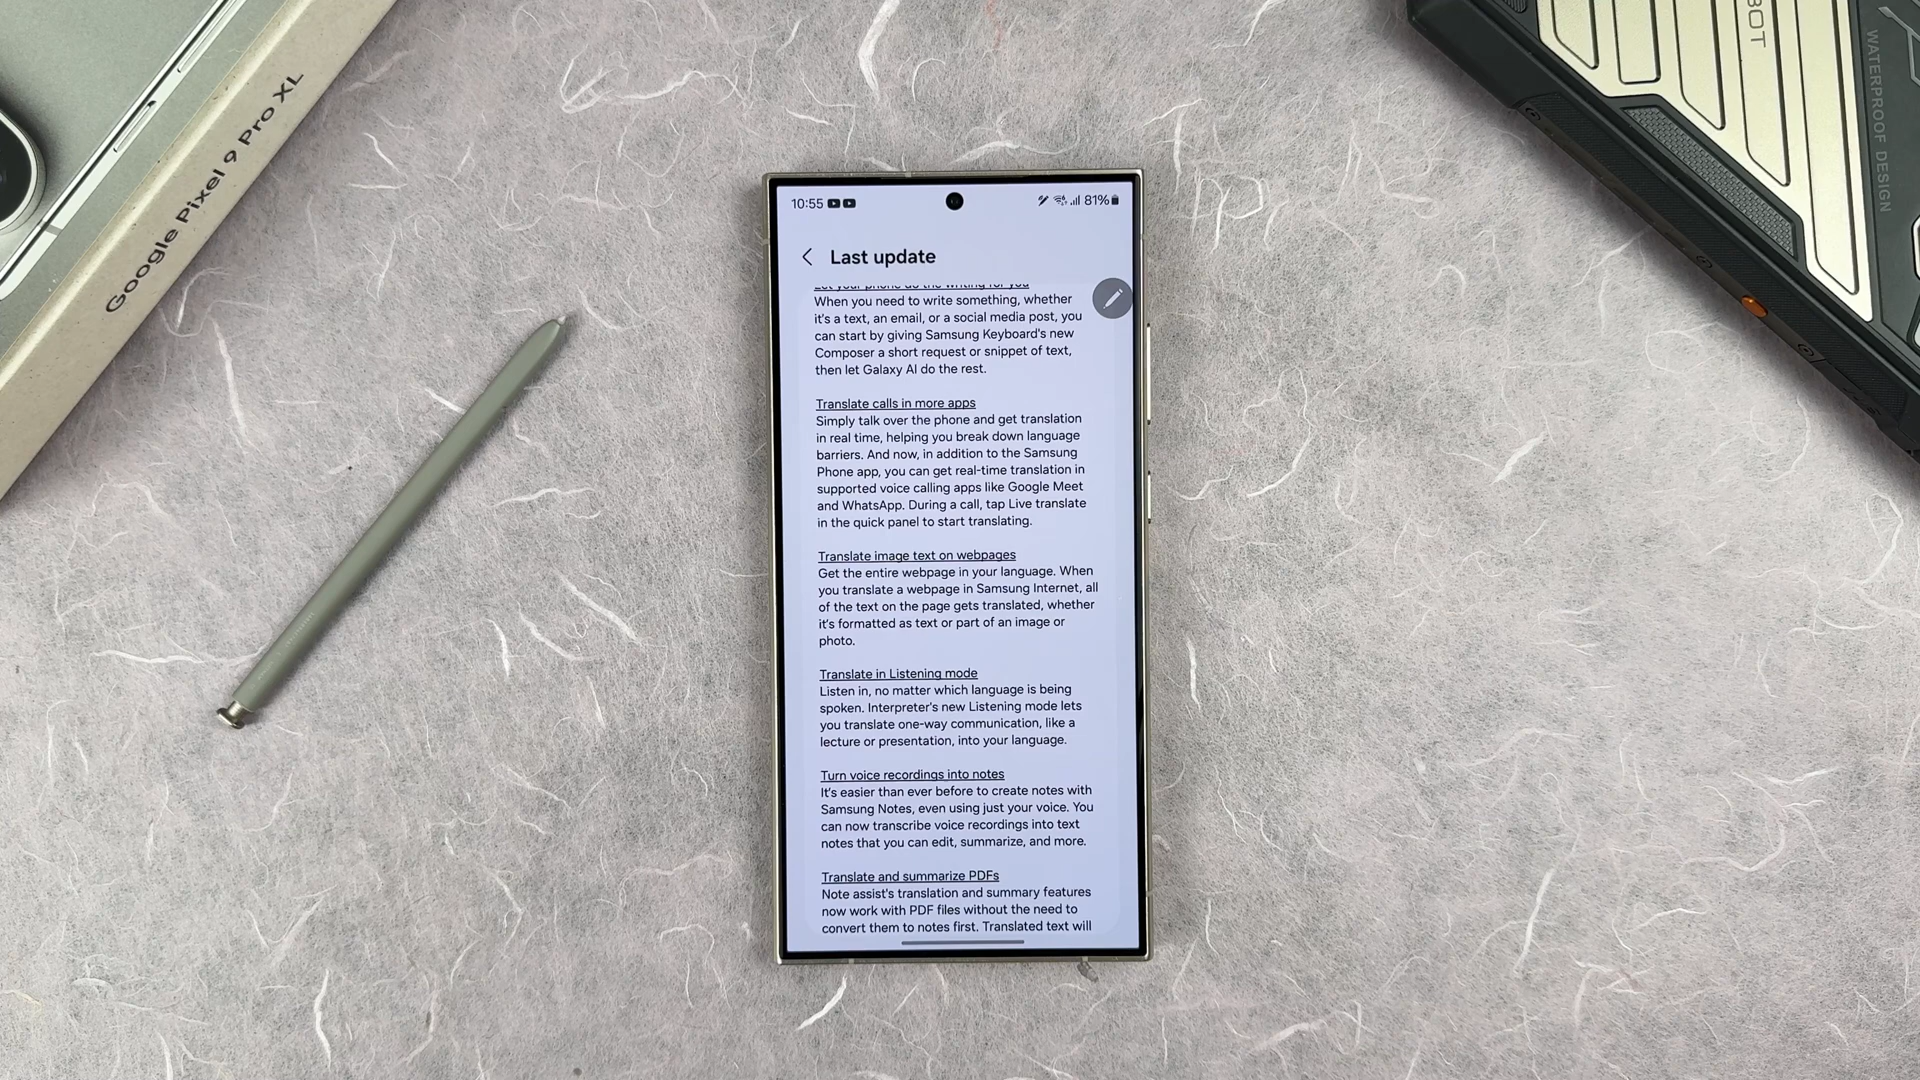 Google Pixel 9 Pro XL
BOT
WATERPROOF DESIGN
10:55
81%
Last update
Let your phone do the writing for you
When you need to write something, whether
it's a text, an email, or a social media post, you
can start by giving Samsung Keyboard's new
Composer a short request or snippet of text,
then let Galaxy AI do the rest.
Translate calls in more apps
Simply talk over the phone and get translation
in real time, helping you break down language
barriers. And now, in addition to the Samsung
Phone app, you can get real-time translation in
supported voice calling apps like Google Meet
and WhatsApp. During a call, tap Live translate
in the quick panel to start translating.
Translate image text on webpages
Get the entire webpage in your language. When
you translate a webpage in Samsung Internet, all
of the text on the page gets translated, whether
it's formatted as text or part of an image or
photo.
Translate in Listening mode
Listen in, no matter which language is being
spoken. Interpreter's new Listening mode lets
you translate one-way communication, like a
lecture or presentation, into your language.
Turn voice recordings into notes
It's easier than ever before to create notes with
Samsung Notes, even using just your voice. You
can now transcribe voice recordings into text
notes that you can edit, summarize, and more.
Translate and summarize PDFs
Note assist's translation and summary features
now work with PDF files without the need to
convert them to notes first. Translated text will